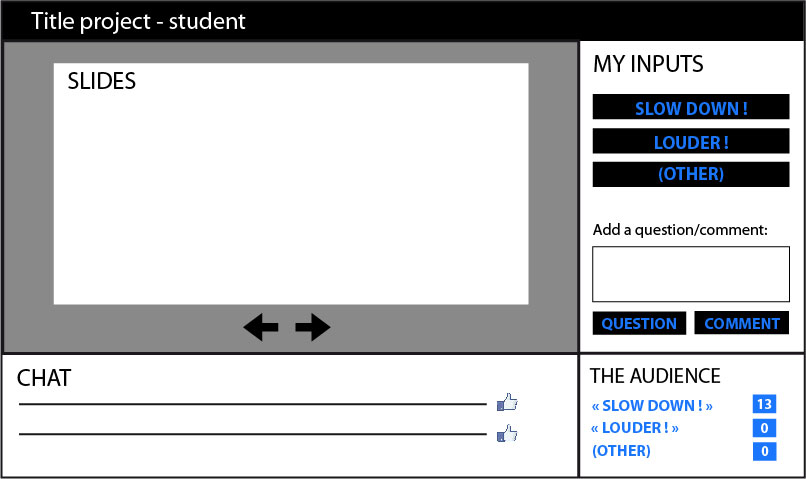 Title project - student
SLIDES
MY INPUTS
SLOW DOWN !
LOUDER !
(OTHER)
Add a question/comment:
QUESTION
COMMENT
CHAT
THE AUDIENCE
« SLOW DOWN ! » 13
« LOUDER ! » 0
(OTHER) 0